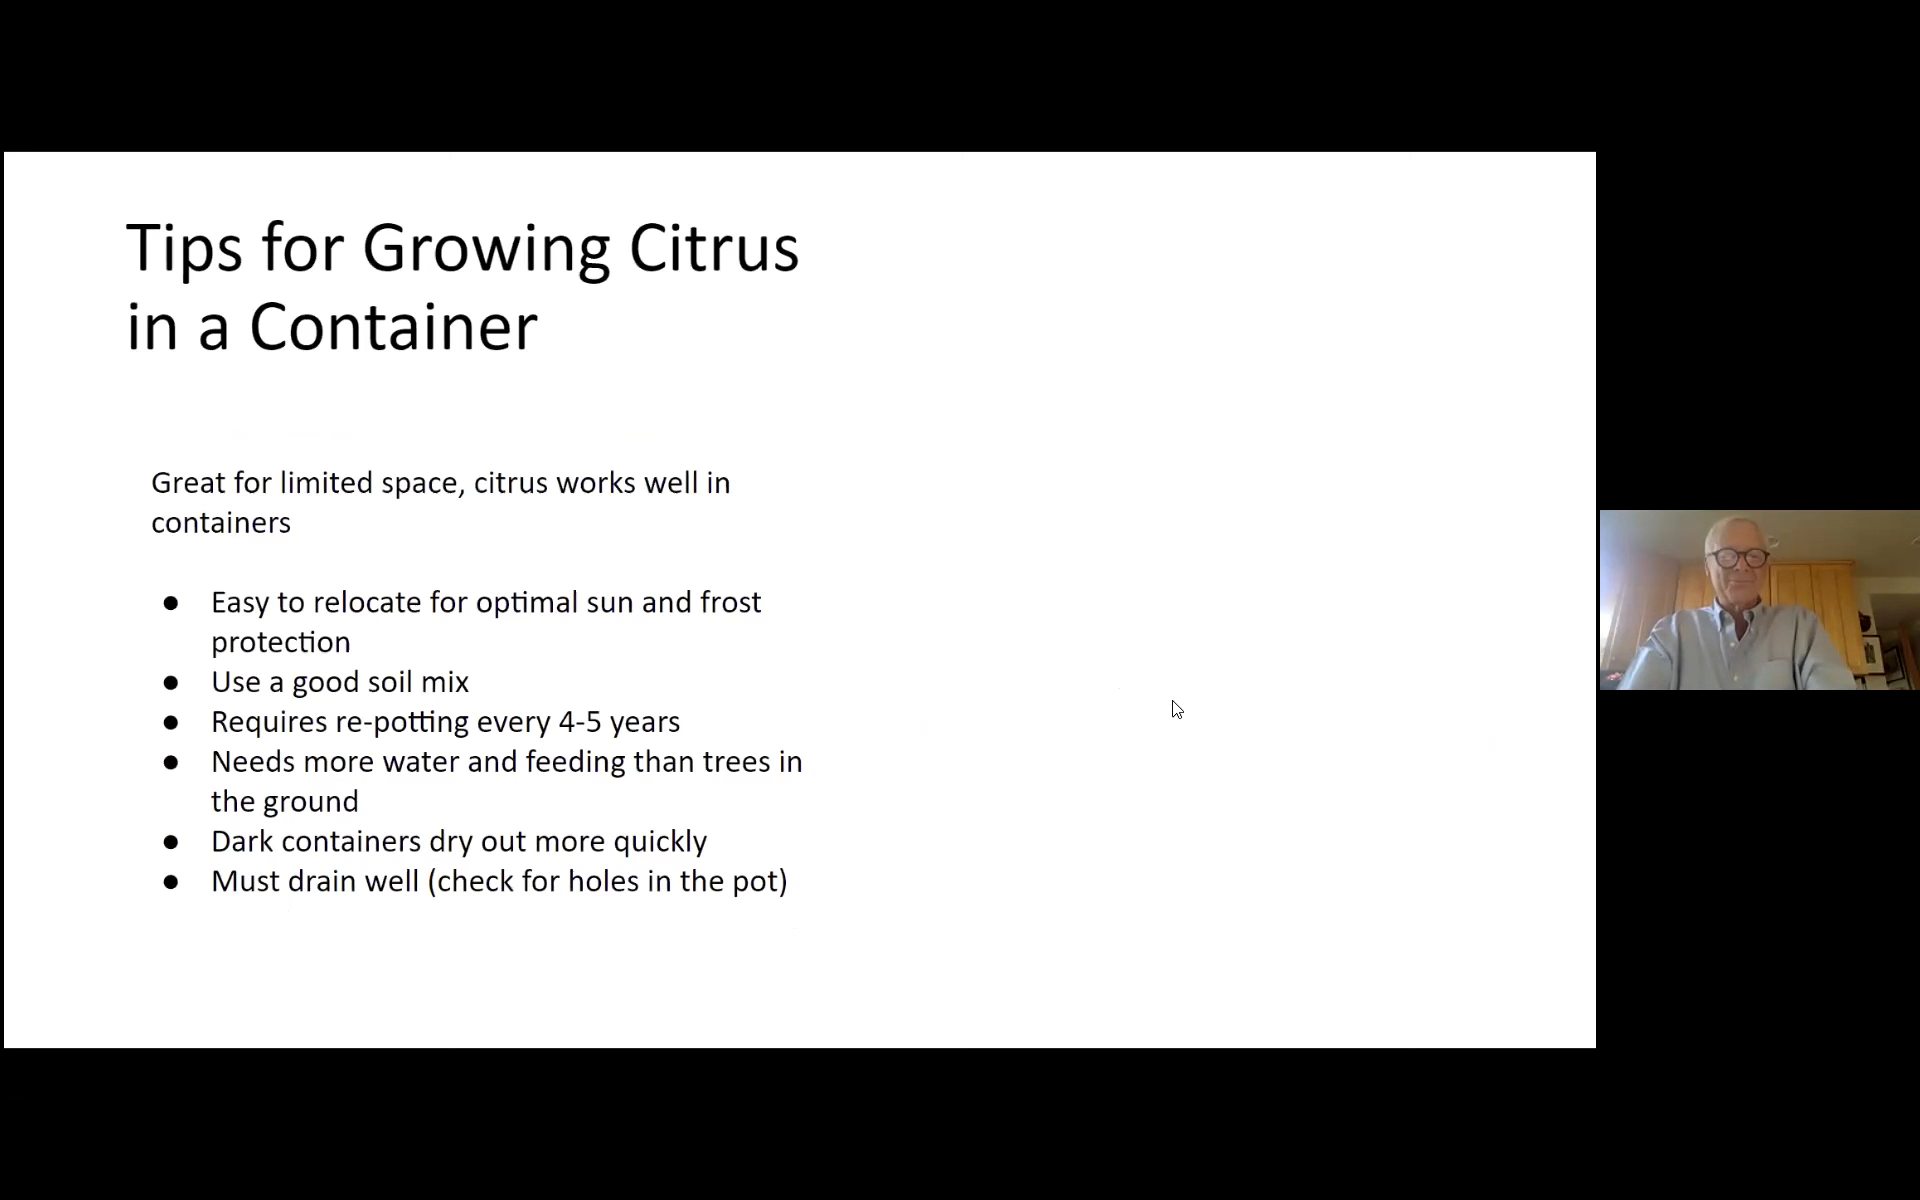 Tips for Growing Citrus
in a Container
Great for limited space, citrus works well in
containers
● Easy to relocate for optimal sun and frost
protection
● Use a good soil mix
● Requires re-potting every 4-5 years
● Needs more water and feeding than trees in
the ground
● Dark containers dry out more quickly
● Must drain well (check for holes in the pot)